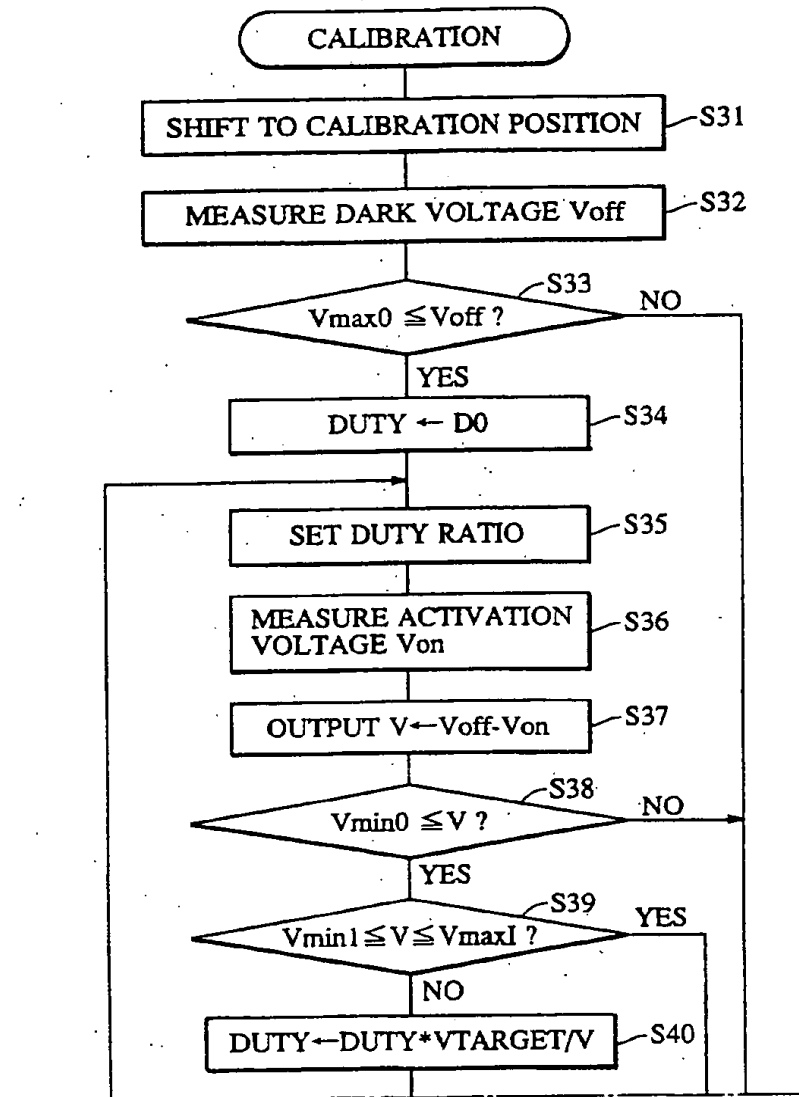 CALIBRATION
SHIFT TO CALIBRATION POSITION
S31
MEASURE DARK VOLTAGE Voff
S32
S33
Vmax0 ≦ Voff ?
NO
YES
DUTY ← D0
S34
SET DUTY RATIO
S35
MEASURE ACTIVATION
VOLTAGE Von
S36
OUTPUT V←Voff-Von
S37
S38
Vmin0 ≦ V ?
NO
YES
S39
Vmin1≦V≦VmaxI ?
YES
NO
DUTY←DUTY*VTARGET/V
S40